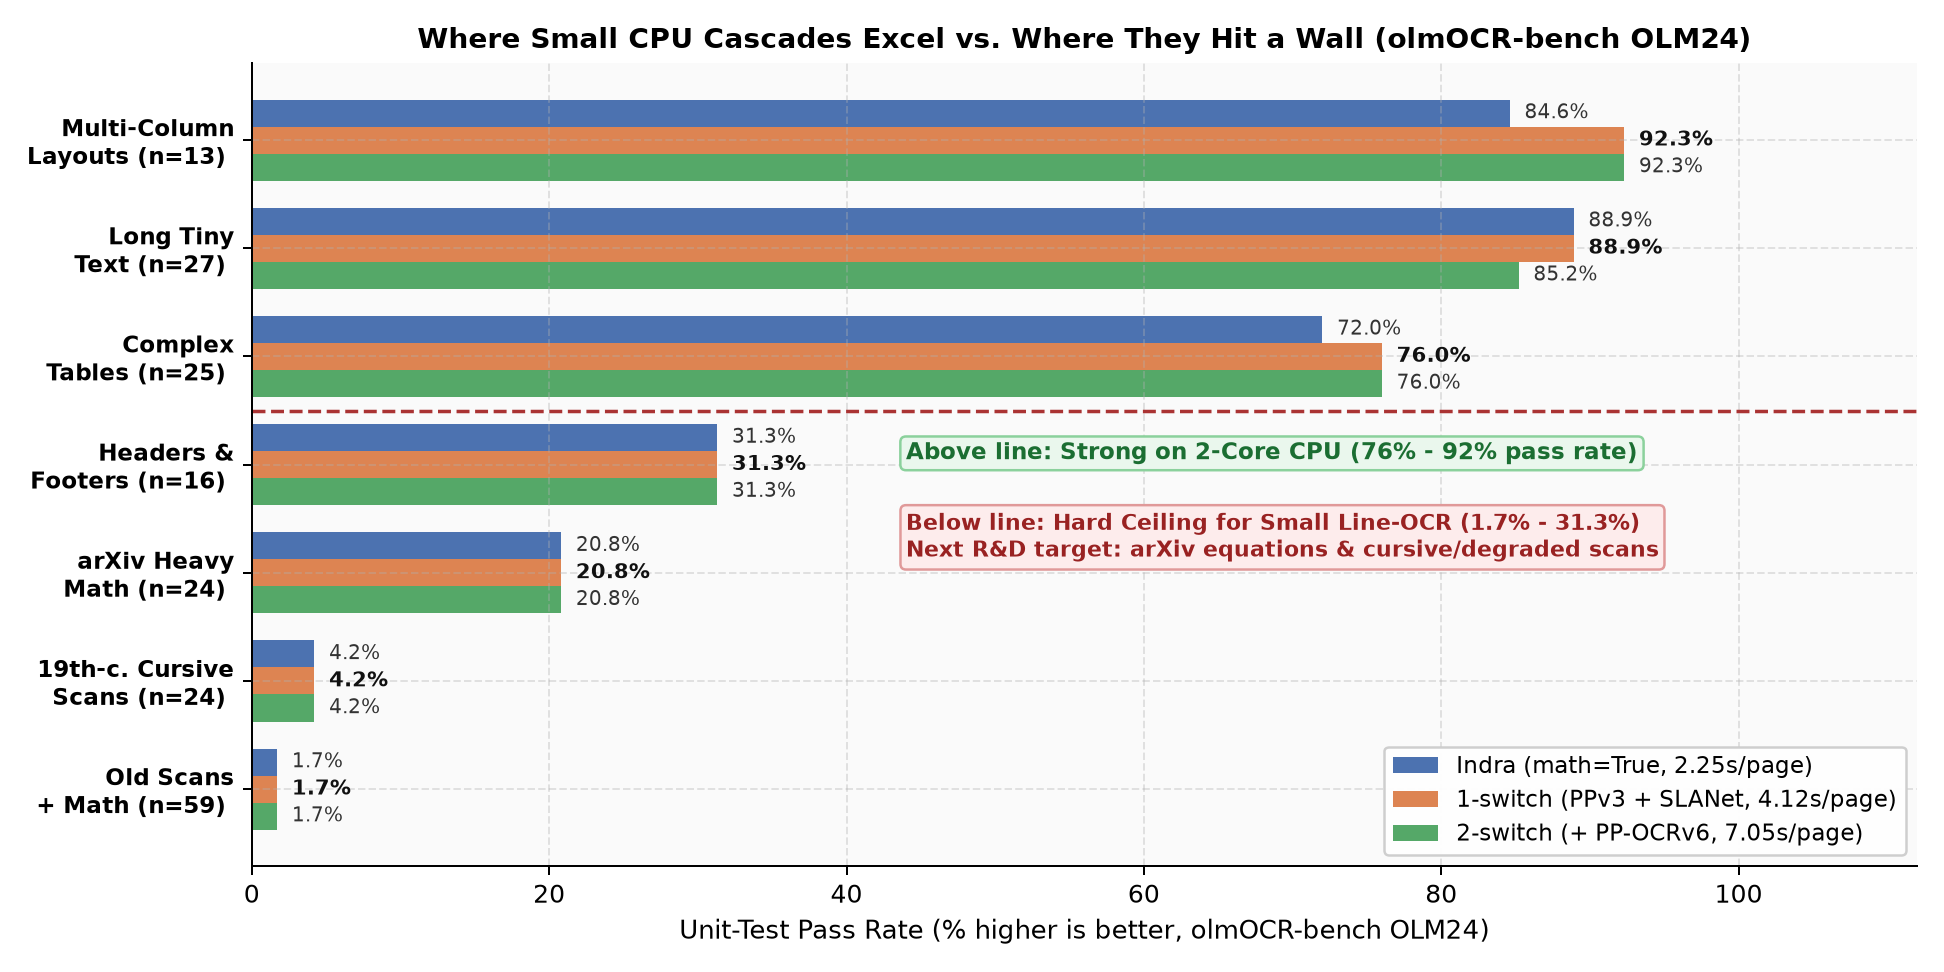 Where Small CPU Cascades Excel vs. Where They Hit a Wall (olmOCR-bench OLM24)
Multi-Column
Layouts (n=13)
84.6%
92.3%
92.3%
Long Tiny
Text (n=27)
88.9%
88.9%
85.2%
Complex
Tables (n=25)
72.0%
76.0%
76.0%
Headers &
Footers (n=16)
31.3%
31.3%
31.3%
Above line: Strong on 2-Core CPU (76% - 92% pass rate)
Below line: Hard Ceiling for Small Line-OCR (1.7% - 31.3%)
Next R&D target: arXiv equations & cursive/degraded scans
arXiv Heavy
Math (n=24)
20.8%
20.8%
20.8%
19th-c. Cursive
Scans (n=24)
4.2%
4.2%
4.2%
Old Scans
+ Math (n=59)
1.7%
1.7%
1.7%
Indra (math=True, 2.25s/page)
1-switch (PPv3 + SLANet, 4.12s/page)
2-switch (+ PP-OCRv6, 7.05s/page)
0 20 40 60 80 100
Unit-Test Pass Rate (% higher is better, olmOCR-bench OLM24)